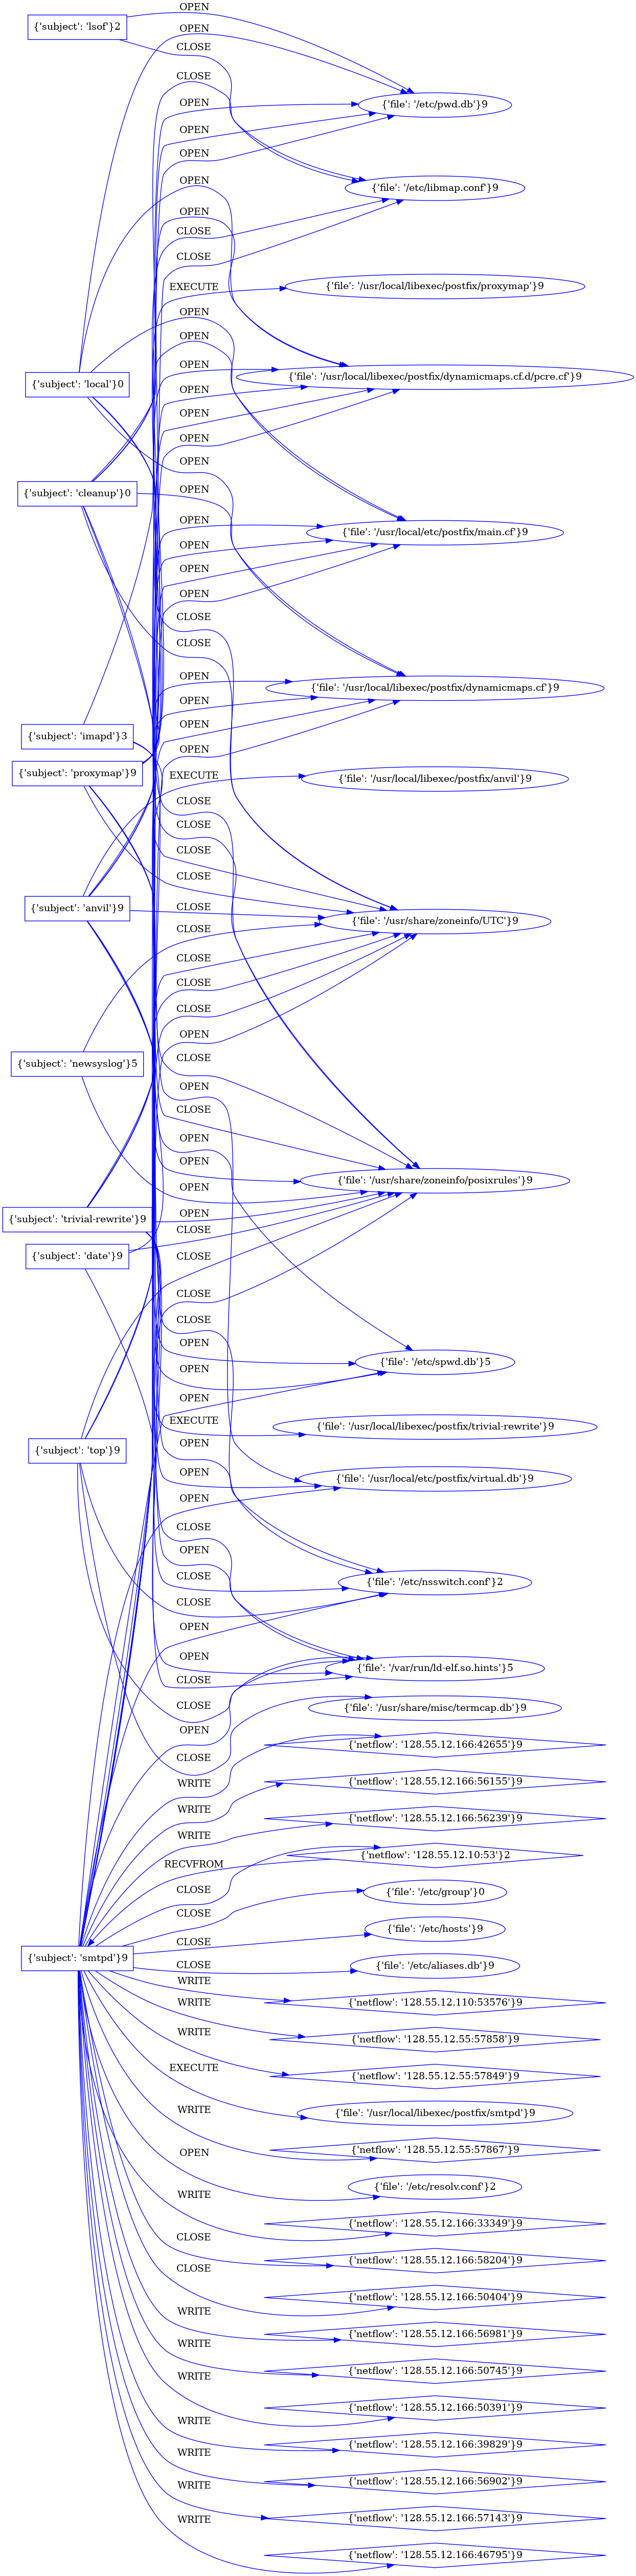 OPEN
{'subject': 'lsof'}2
OPEN
CLOSE
CLOSE
{'file': '/etc/pwd.db'}9
OPEN
OPEN
OPEN
OPEN
{'file': '/etc/libmap.conf'}9
OPEN
CLOSE
CLOSE
EXECUTE
{'file': '/usr/local/libexec/postfix/proxymap'}9
OPEN
OPEN
OPEN
{'file': '/usr/local/libexec/postfix/dynamicmaps.cf.d/pcre.cf'}9
{'subject': 'local'}0
OPEN
OPEN
OPEN
OPEN
OPEN
{'subject': 'cleanup'}0
OPEN
{'file': '/usr/local/etc/postfix/main.cf'}9
OPEN
OPEN
CLOSE
CLOSE
OPEN
{'file': '/usr/local/libexec/postfix/dynamicmaps.cf'}9
OPEN
OPEN
{'subject': 'imapd'}3
OPEN
{'subject': 'proxymap'}9
EXECUTE
{'file': '/usr/local/libexec/postfix/anvil'}9
CLOSE
CLOSE
CLOSE
CLOSE
{'subject': 'anvil'}9
CLOSE
{'file': '/usr/share/zoneinfo/UTC'}9
CLOSE
CLOSE
CLOSE
CLOSE
OPEN
CLOSE
{'subject': 'newsyslog'}5
OPEN
CLOSE
OPEN
OPEN
{'file': '/usr/share/zoneinfo/posixrules'}9
OPEN
OPEN
{'subject': 'trivial-rewrite'}9
CLOSE
{'subject': 'date'}9
CLOSE
CLOSE
CLOSE
OPEN
{'file': '/etc/spwd.db'}5
OPEN
OPEN
EXECUTE
{'file': '/usr/local/libexec/postfix/trivial-rewrite'}9
{'subject': 'top'}9
OPEN
OPEN
{'file': '/usr/local/etc/postfix/virtual.db'}9
OPEN
CLOSE
OPEN
CLOSE
{'file': '/etc/nsswitch.conf'}2
CLOSE
OPEN
OPEN
{'file': '/var/run/ld-elf.so.hints'}5
CLOSE
CLOSE
{'file': '/usr/share/misc/termcap.db'}9
OPEN
{'netflow': '128.55.12.166:42655'}9
CLOSE
{'netflow': '128.55.12.166:56155'}9
WRITE
WRITE
{'netflow': '128.55.12.166:56239'}9
WRITE
{'netflow': '128.55.12.10:53'}2
RECVFROM
CLOSE
{'file': '/etc/group'}0
CLOSE
{'file': '/etc/hosts'}9
CLOSE
{'subject': 'smtpd'}9
CLOSE
{'file': '/etc/aliases.db'}9
WRITE
{'netflow': '128.55.12.110:53576'}9
WRITE
{'netflow': '128.55.12.55:57858'}9
WRITE
{'netflow': '128.55.12.55:57849'}9
EXECUTE
{'file': '/usr/local/libexec/postfix/smtpd'}9
WRITE
{'netflow': '128.55.12.55:57867'}9
OPEN
{'file': '/etc/resolv.conf'}2
WRITE
{'netflow': '128.55.12.166:33349'}9
CLOSE
{'netflow': '128.55.12.166:58204'}9
CLOSE
{'netflow': '128.55.12.166:50404'}9
WRITE
{'netflow': '128.55.12.166:56981'}9
WRITE
{'netflow': '128.55.12.166:50745'}9
WRITE
{'netflow': '128.55.12.166:50391'}9
WRITE
{'netflow': '128.55.12.166:39829'}9
WRITE
{'netflow': '128.55.12.166:56902'}9
WRITE
{'netflow': '128.55.12.166:57143'}9
WRITE
{'netflow': '128.55.12.166:46795'}9